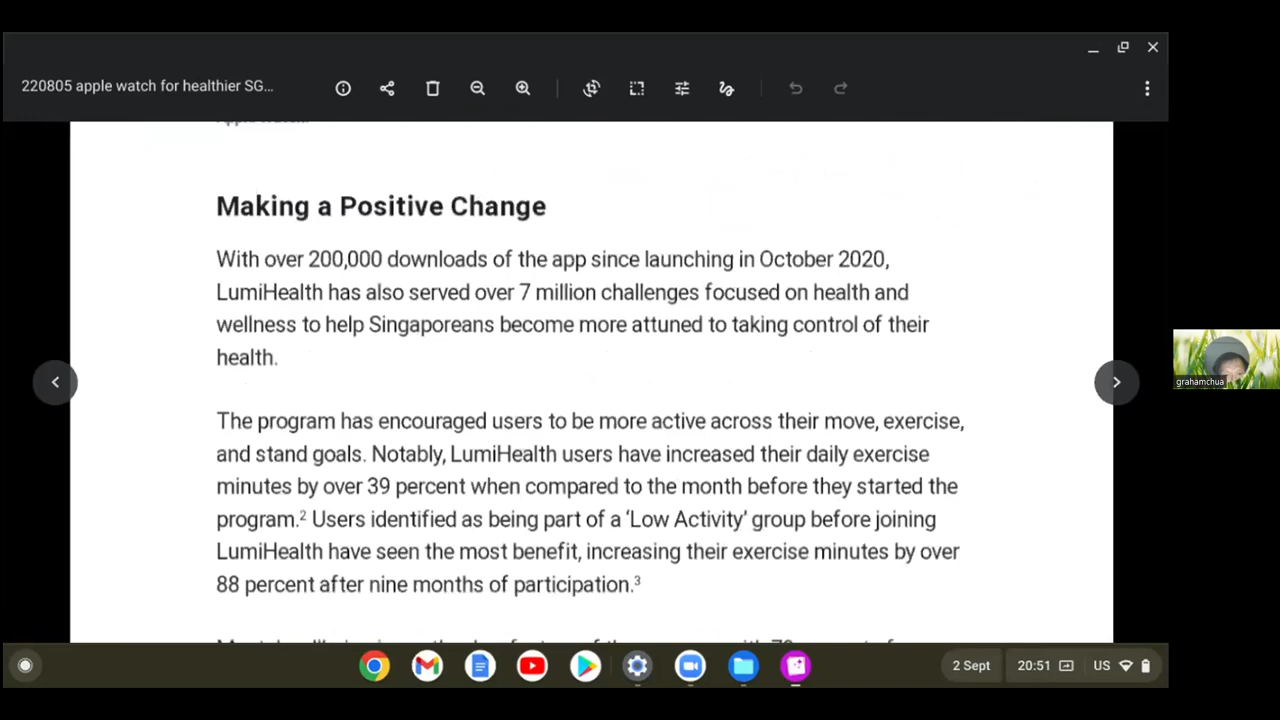 220805 apple watch for healthier SG...
Making a Positive Change
With over 200,000 downloads of the app since launching in October 2020,
LumiHealth has also served over 7 million challenges focused on health and
wellness to help Singaporeans become more attuned to taking control of their
health.
The program has encouraged users to be more active across their move, exercise,
and stand goals. Notably, LumiHealth users have increased their daily exercise
minutes by over 39 percent when compared to the month before they started the
program.² Users identified as being part of a ‘Low Activity’ group before joining
LumiHealth have seen the most benefit, increasing their exercise minutes by over
88 percent after nine months of participation.³
grahamchua
2 Sept
20:51
US